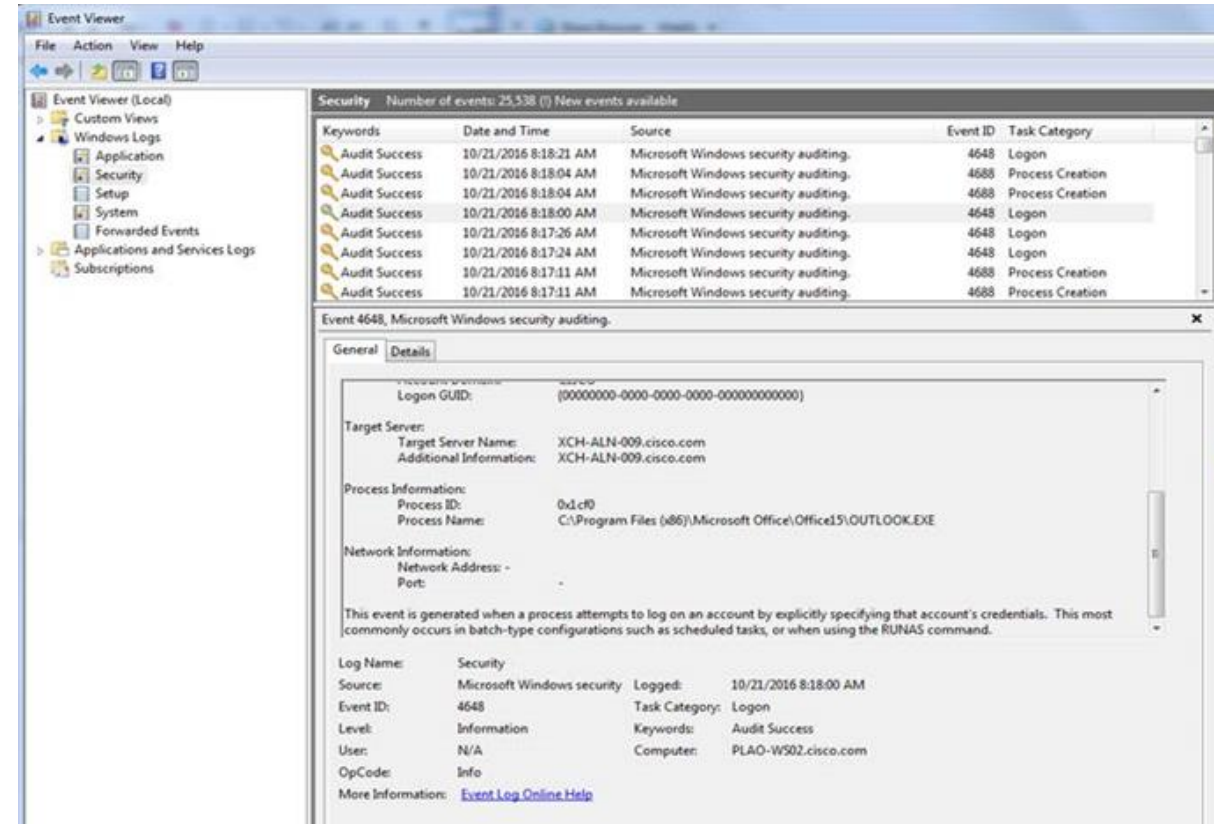 Event Viewer
File Action View Help
Event Viewer (Local)
Custom Views
Windows Logs
Application
Security
Setup
System
Forwarded Events
Applications and Services Logs
Subscriptions
Security Number of events: 25,538 (!) New events available
Keywords Date and Time Source Event ID Task Category
Audit Success 10/21/2016 8:18:21 AM Microsoft Windows security auditing. 4648 Logon
Audit Success 10/21/2016 8:18:04 AM Microsoft Windows security auditing. 4688 Process Creation
Audit Success 10/21/2016 8:18:04 AM Microsoft Windows security auditing. 4688 Process Creation
Audit Success 10/21/2016 8:18:00 AM Microsoft Windows security auditing. 4648 Logon
Audit Success 10/21/2016 8:17:26 AM Microsoft Windows security auditing. 4648 Logon
Audit Success 10/21/2016 8:17:24 AM Microsoft Windows security auditing. 4648 Logon
Audit Success 10/21/2016 8:17:11 AM Microsoft Windows security auditing. 4688 Process Creation
Audit Success 10/21/2016 8:17:11 AM Microsoft Windows security auditing. 4688 Process Creation
Event 4648, Microsoft Windows security auditing.
General Details
Logon GUID: {00000000-0000-0000-0000-000000000000}
Target Server:
Target Server Name: XCH-ALN-009.cisco.com
Additional Information: XCH-ALN-009.cisco.com
Process Information:
Process ID: 0x1cf0
Process Name: C:\Program Files (x86)\Microsoft Office\Office15\OUTLOOK.EXE
Network Information:
Network Address: -
Port: -
This event is generated when a process attempts to log on an account by explicitly specifying that account's credentials. This most
commonly occurs in batch-type configurations such as scheduled tasks, or when using the RUNAS command.
Log Name: Security
Source: Microsoft Windows security Logged: 10/21/2016 8:18:00 AM
Event ID: 4648 Task Category: Logon
Level: Information Keywords: Audit Success
User: N/A Computer: PLAO-WS02.cisco.com
OpCode: Info
More Information: Event Log Online Help